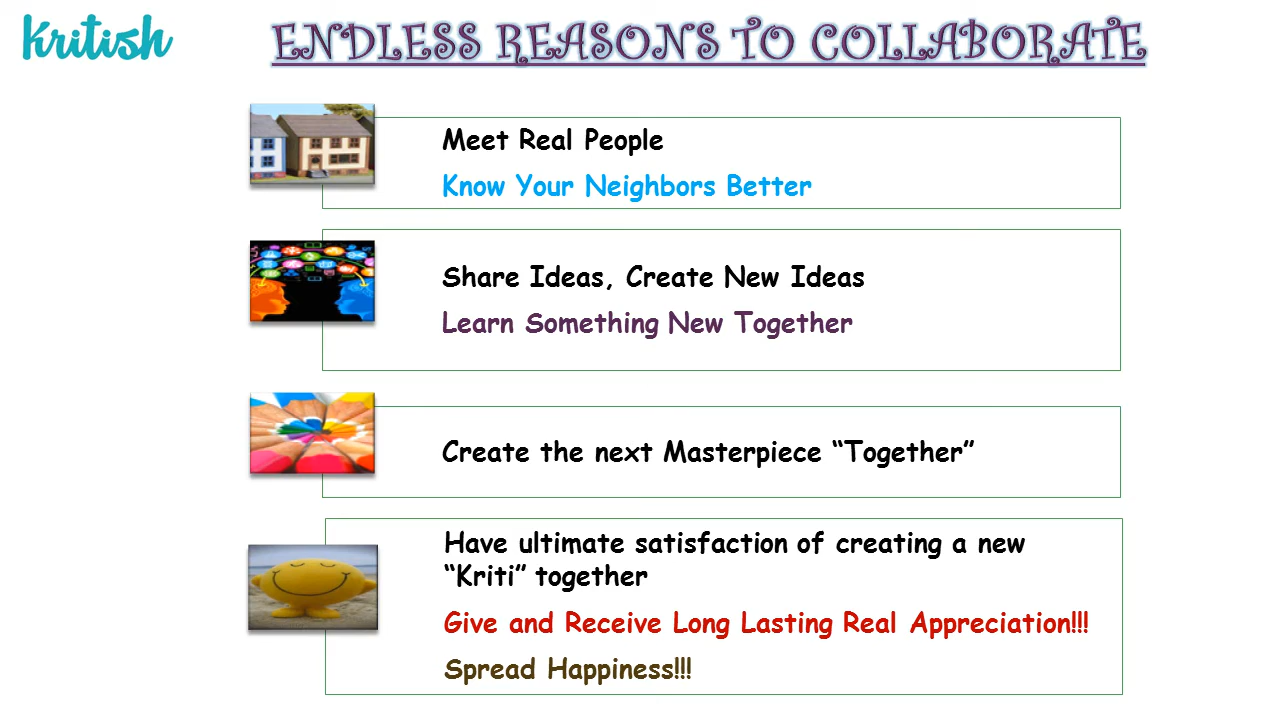 kritish
ENDLESS REASONS TO COLLABORATE
Meet Real People
Know Your Neighbors Better
Share Ideas, Create New Ideas
Learn Something New Together
Create the next Masterpiece “Together”
Have ultimate satisfaction of creating a new
“Kriti” together
Give and Receive Long Lasting Real Appreciation!!!
Spread Happiness!!!